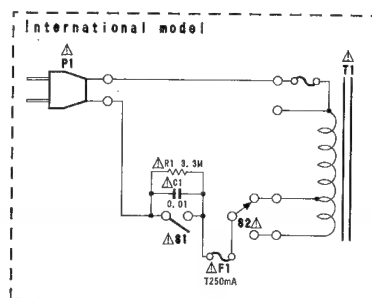 International model
⚠ P1
⚠ T1
⚠ R1 3.3M
⚠ C1
0.01
⚠ S1
S2 ⚠
⚠ F1
T250mA